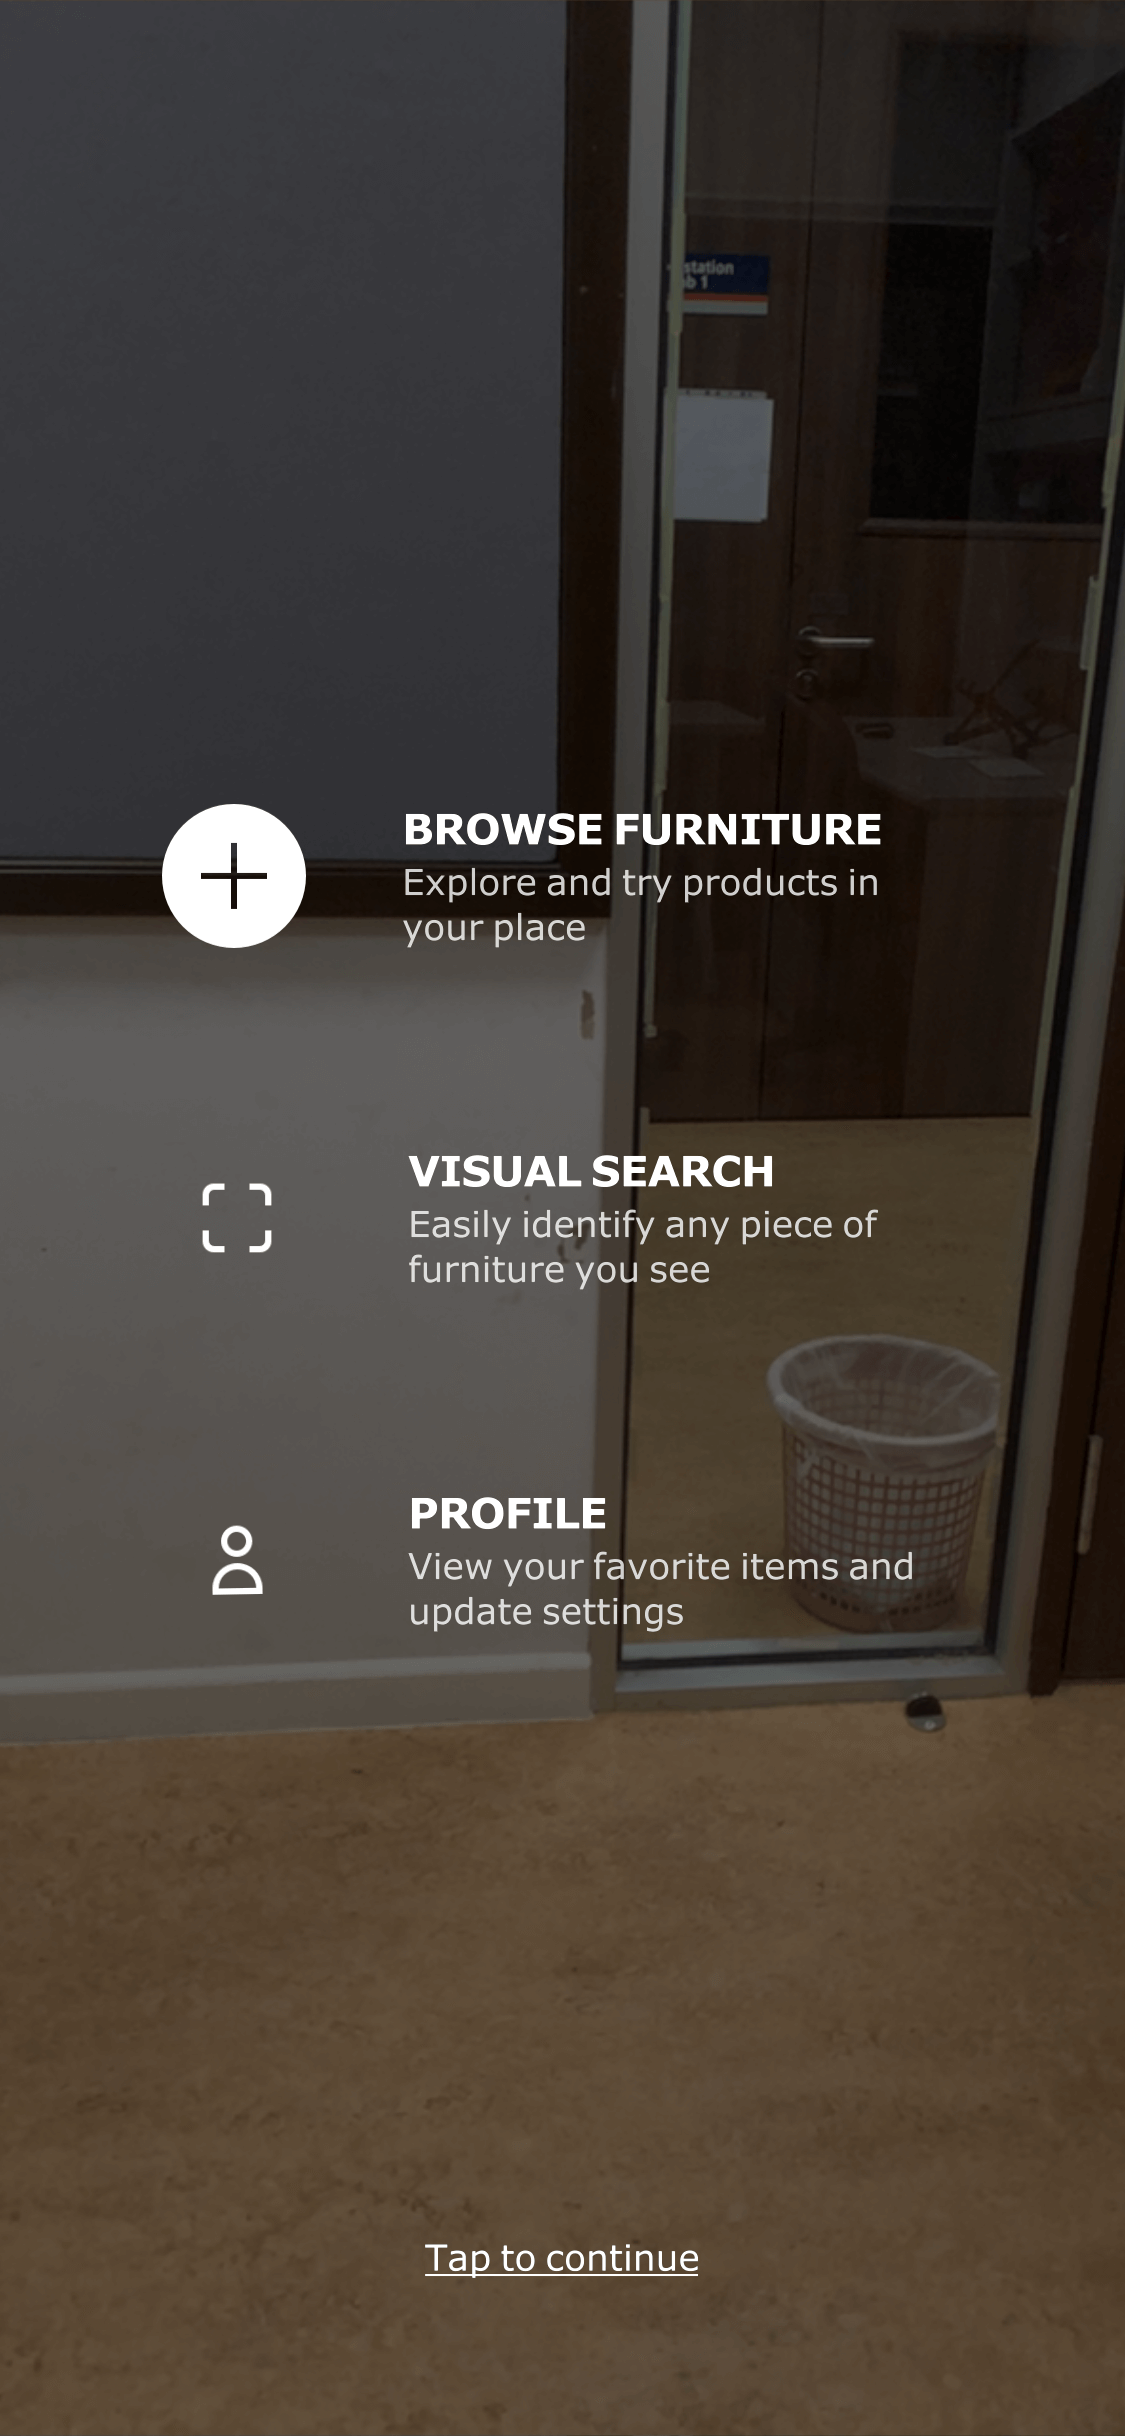 station
b 1
BROWSE FURNITURE
Explore and try products in
your place
VISUAL SEARCH
Easily identify any piece of
furniture you see
PROFILE
View your favorite items and
update settings
Tap to continue